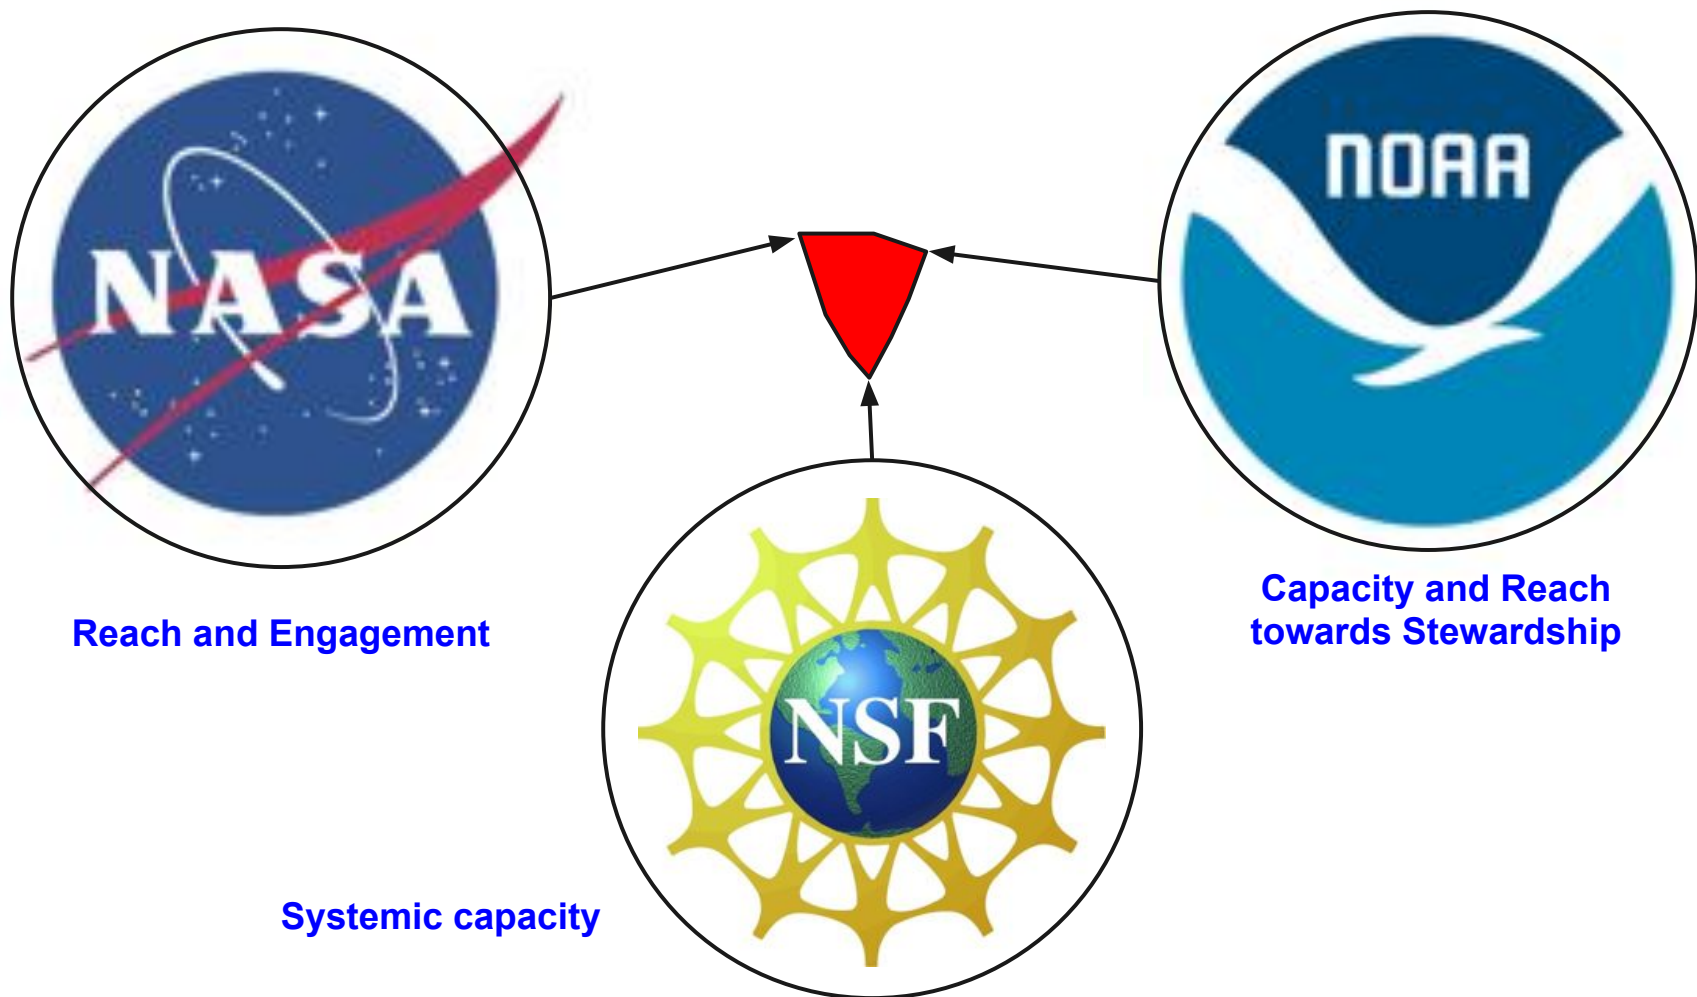 NASA
NOAA
Reach and Engagement
Capacity and Reach
towards Stewardship
NSF
Systemic capacity